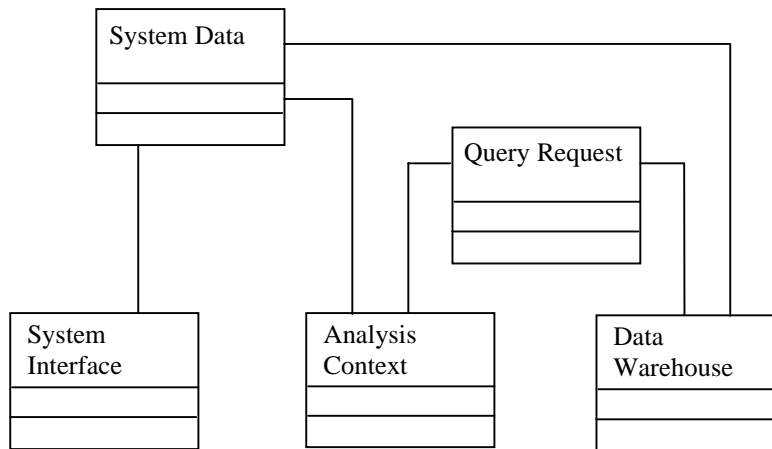 System Data
Query Request
System
Interface
Analysis
Context
Data
Warehouse